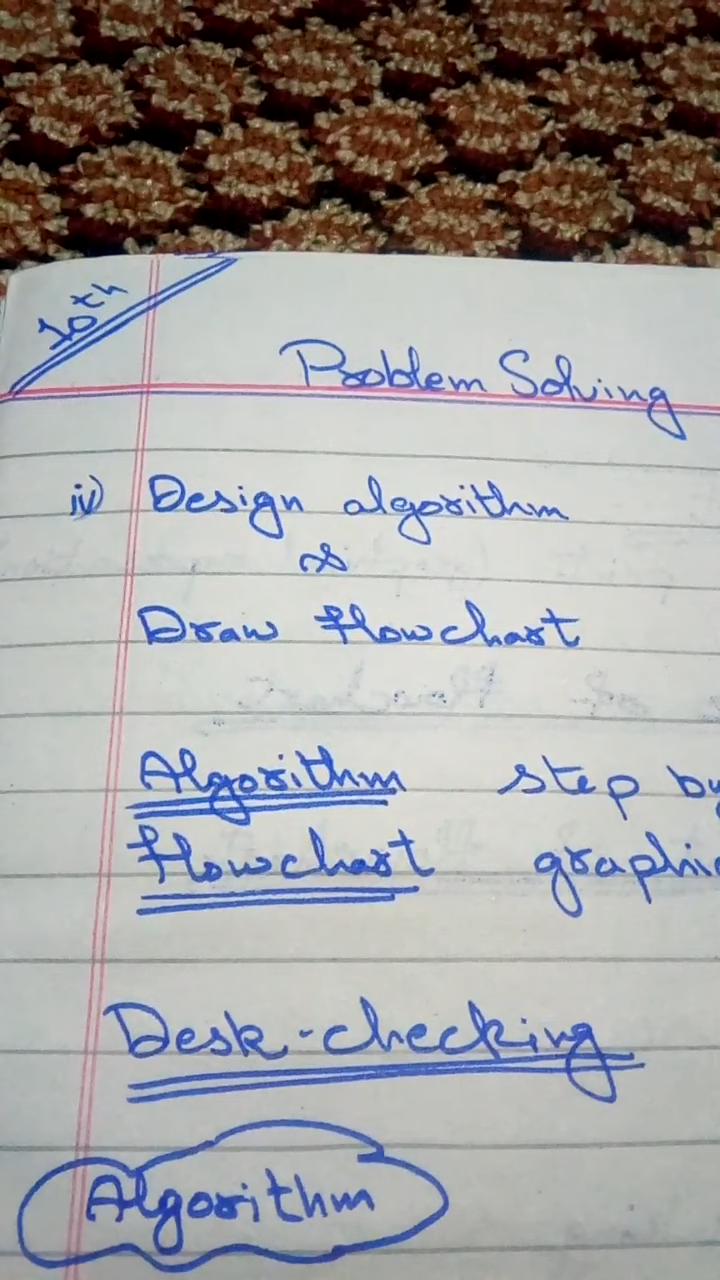 10th
Problem Solving
iv) Design algorithm
&
Draw flowchart
Algorithm step by
Flowchart graphic
Desk-checking
Algorithm